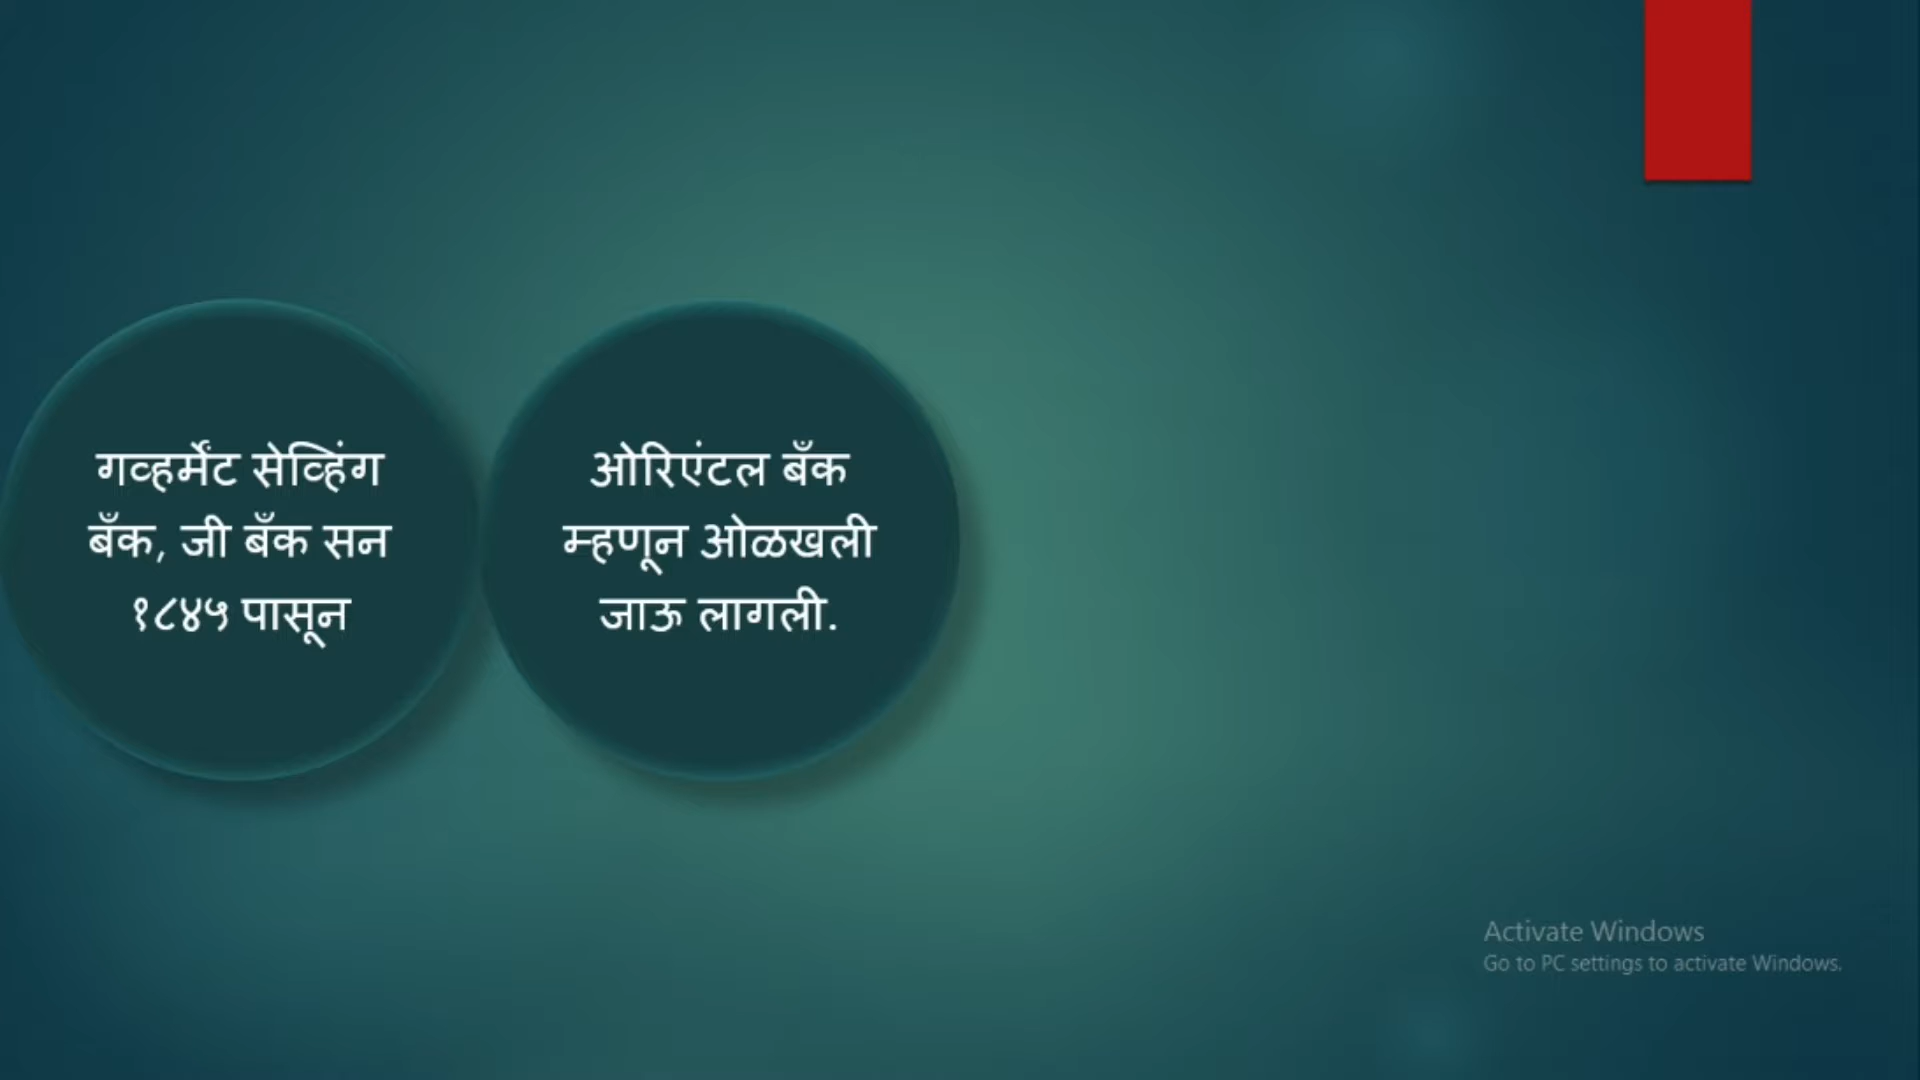 गव्हर्मेंट सेव्हिंग
बँक, जी बँक सन
१८४५ पासून
ओरिएंटल बँक
म्हणून ओळखली
जाऊ लागली.
Activate Windows
Go to PC settings to activate Windows.